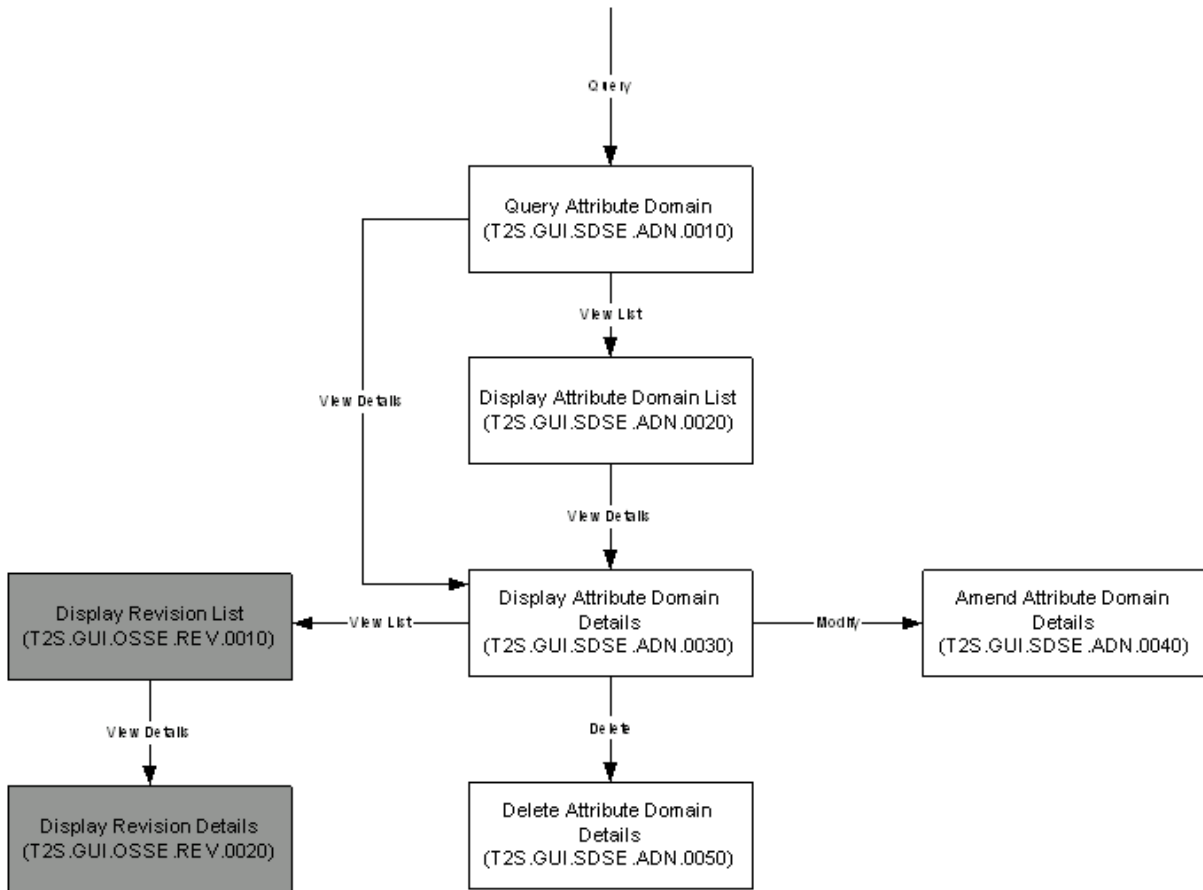 Query
Query Attribute Domain
(T2S.GUI.SDSE.ADN.0010)
View List
View Details
Display Attribute Domain List
(T2S.GUI.SDSE.ADN.0020)
View Details
Display Revision List
(T2S.GUI.OSSE.REV.0010)
View List
Display Attribute Domain
Details
(T2S.GUI.SDSE.ADN.0030)
Modify
Amend Attribute Domain
Details
(T2S.GUI.SDSE.ADN.0040)
View Details
Delete
Display Revision Details
(T2S.GUI.OSSE.REV.0020)
Delete Attribute Domain
Details
(T2S.GUI.SDSE.ADN.0050)